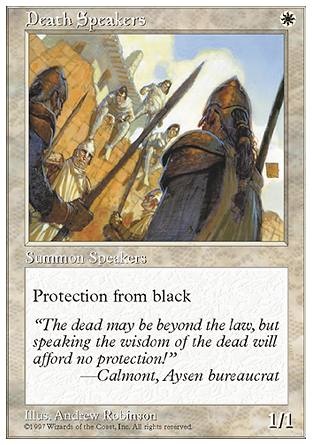 Death Speakers
Summon Speakers
Protection from black
“The dead may be beyond the law, but
speaking the wisdom of the dead will
afford no protection!”
—Calmont, Aysen bureaucrat
Illus. Andrew Robinson
©1997 Wizards of the Coast, Inc. All rights reserved.
1/1